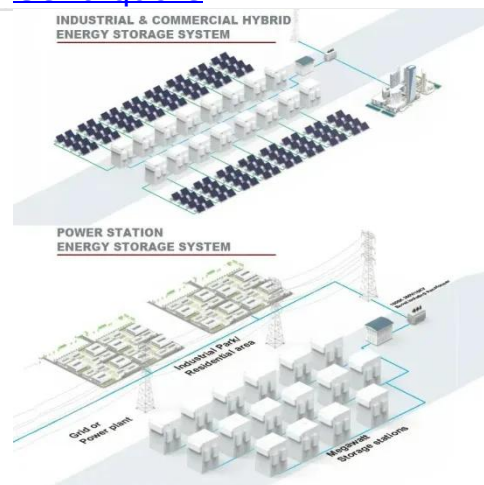 INDUSTRIAL & COMMERCIAL HYBRID
ENERGY STORAGE SYSTEM
POWER STATION
ENERGY STORAGE SYSTEM
Industrial Park/
Residential area
Grid or
Power plant
Megawatt
Storage stations